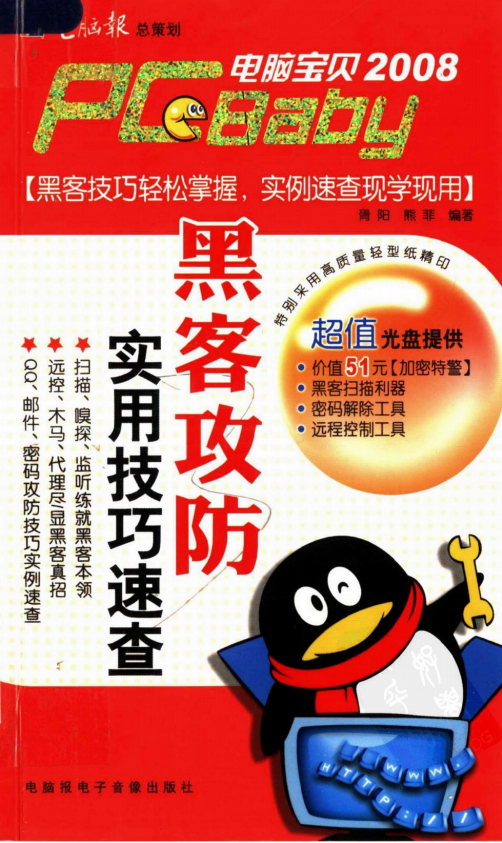 电脑报 总策划
电脑宝贝2008
PCBaby
【黑客技巧轻松掌握，实例速查现学现用】
胥阳 熊菲 编著
特别采用高质量轻型纸精印
超值光盘提供
• 价值51元【加密特警】
• 黑客扫描利器
• 密码解除工具
• 远程控制工具
黑客攻防
实用技巧速查
★ 扫描、嗅探、监听练就黑客本领
★ 远控、木马、代理尽显黑客真招
★ QQ、邮件、密码攻防技巧实例速查
WWW.
HTTP://
电脑报电子音像出版社